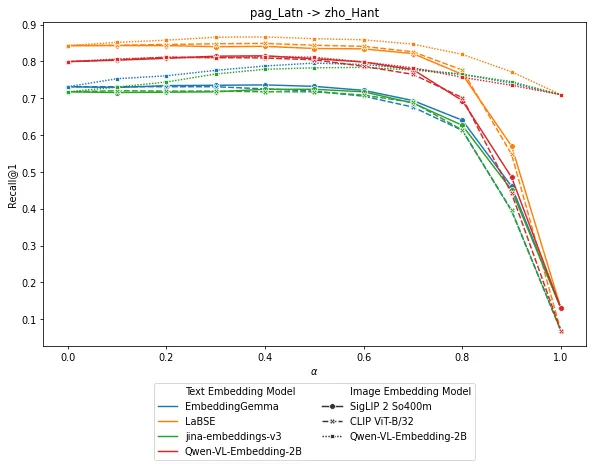 pag_Latn -> zho_Hant
0.9
0.8
0.7
0.6
0.5
0.4
0.3
0.2
0.1
Recall@1
0.0 0.2 0.4 0.6 0.8 1.0
α
Text Embedding Model Image Embedding Model
EmbeddingGemma SigLIP 2 So400m
LaBSE CLIP ViT-B/32
jina-embeddings-v3 Qwen-VL-Embedding-2B
Qwen-VL-Embedding-2B